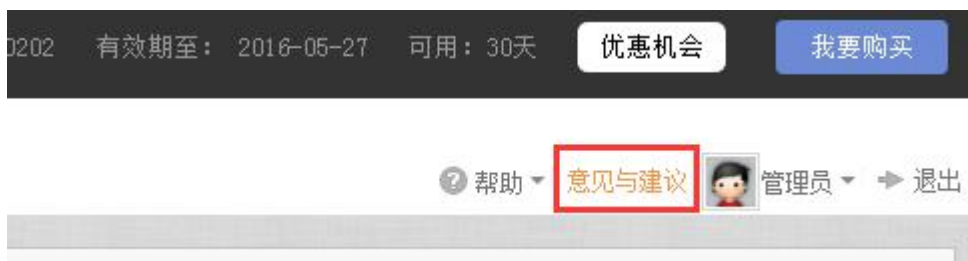 0202 有效期至： 2016-05-27 可用：30天 优惠机会 我要购买
帮助 意见与建议 管理员 退出